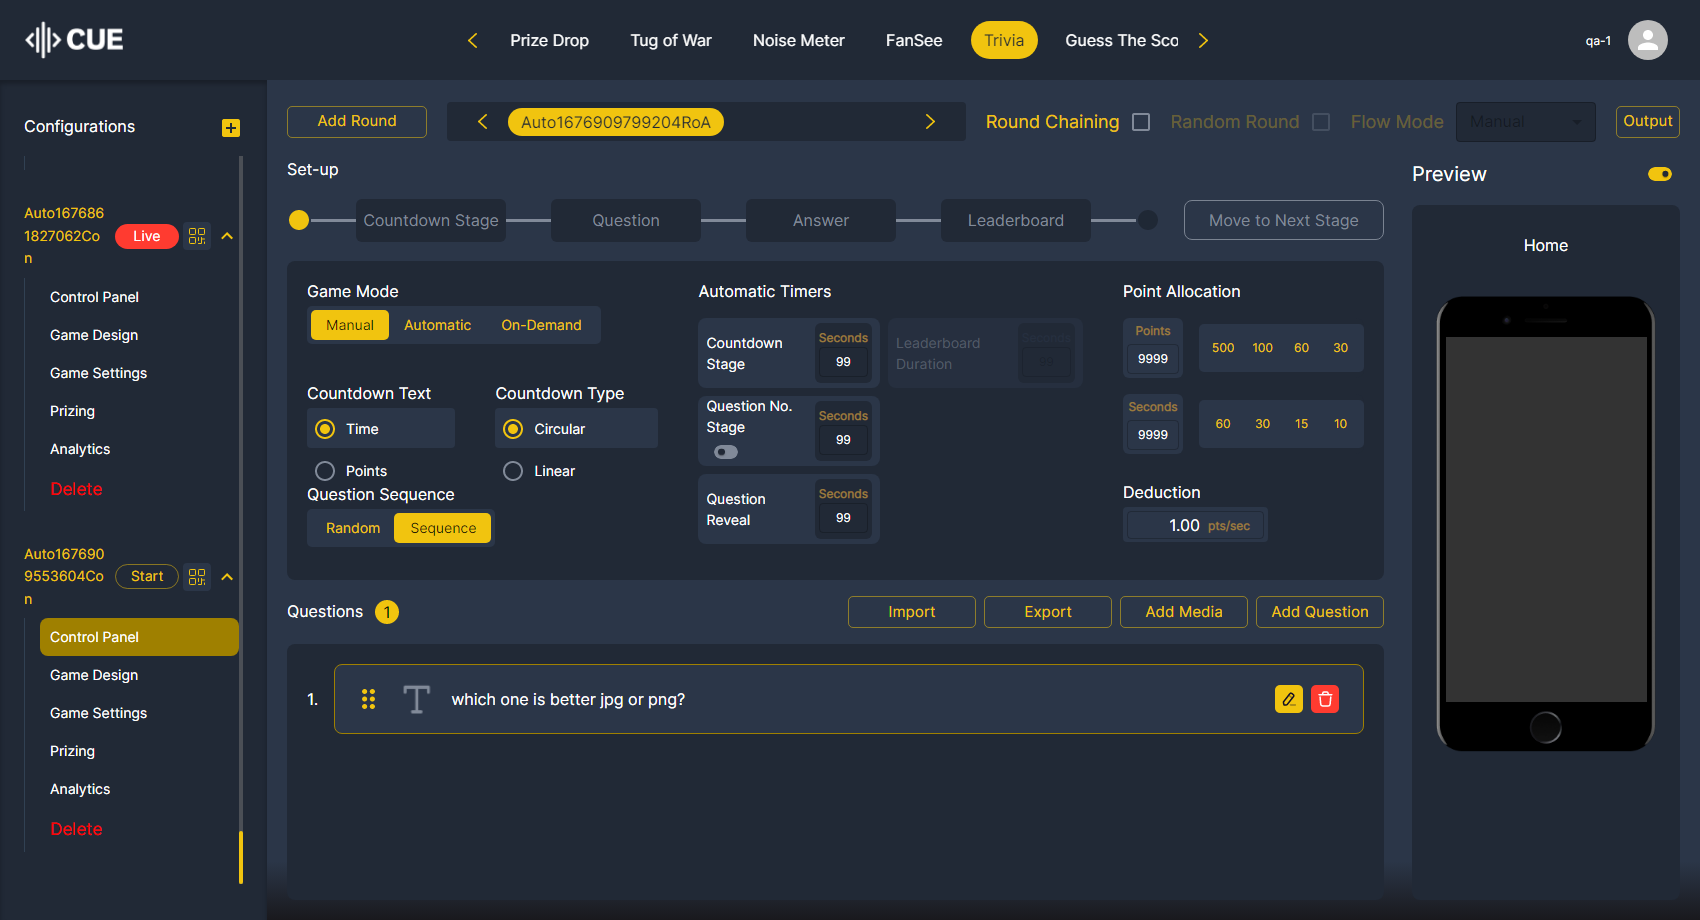 CUE
Prize Drop
Tug of War
Noise Meter
FanSee
Trivia
Guess The Sco
qa-1
Configurations
Auto167686
1827062Co
n
Live
Control Panel
Game Design
Game Settings
Prizing
Analytics
Delete
Auto167690
9553604Co
n
Start
Control Panel
Game Design
Game Settings
Prizing
Analytics
Delete
Add Round
Auto1676909799204RoA
Round Chaining
Random Round
Flow Mode
Manual
Output
Set-up
Countdown Stage
Question
Answer
Leaderboard
Move to Next Stage
Game Mode
Manual
Automatic
On-Demand
Countdown Text
Time
Points
Countdown Type
Circular
Linear
Question Sequence
Random
Sequence
Automatic Timers
Countdown
Stage
Seconds
99
Leaderboard
Duration
Seconds
Question No.
Stage
Seconds
99
Question
Reveal
Seconds
99
Point Allocation
Points
9999
500
100
60
30
Seconds
9999
60
30
15
10
Deduction
1.00 pts/sec
Questions 1
Import
Export
Add Media
Add Question
1.
T
which one is better jpg or png?
Preview
Home